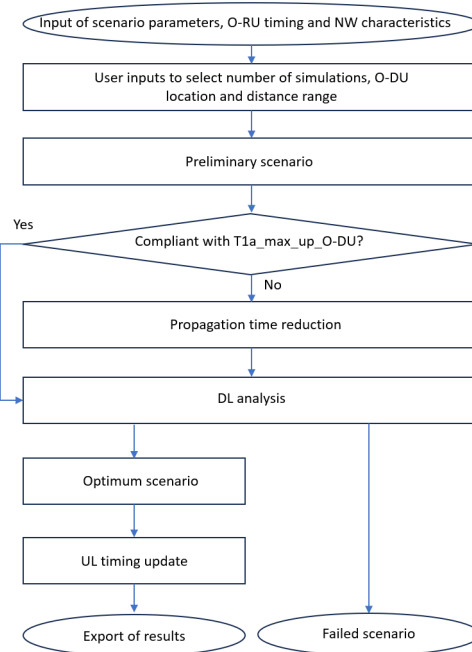 Input of scenario parameters, O-RU timing and NW characteristics
User inputs to select number of simulations, O-DU
location and distance range
Preliminary scenario
Yes
Compliant with T1a_max_up_O-DU?
No
Propagation time reduction
DL analysis
Optimum scenario
UL timing update
Export of results
Failed scenario